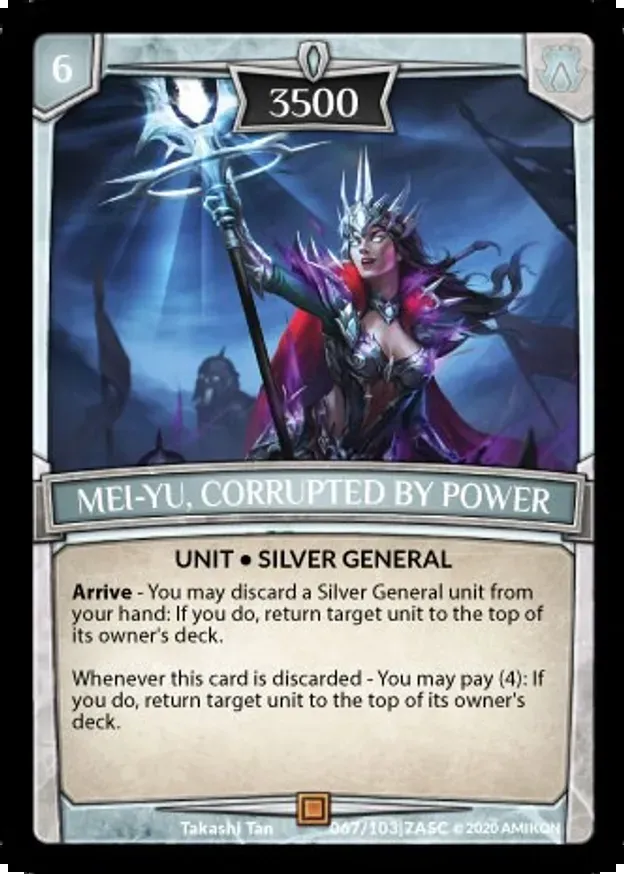 6
3500
MEI-YU, CORRUPTED BY POWER
UNIT • SILVER GENERAL
Arrive - You may discard a Silver General unit from
your hand: If you do, return target unit to the top of
its owner's deck.
Whenever this card is discarded - You may pay (4): If
you do, return target unit to the top of its owner's
deck.
Takashi Tan 067/103|ZASC © 2020 AMIKON